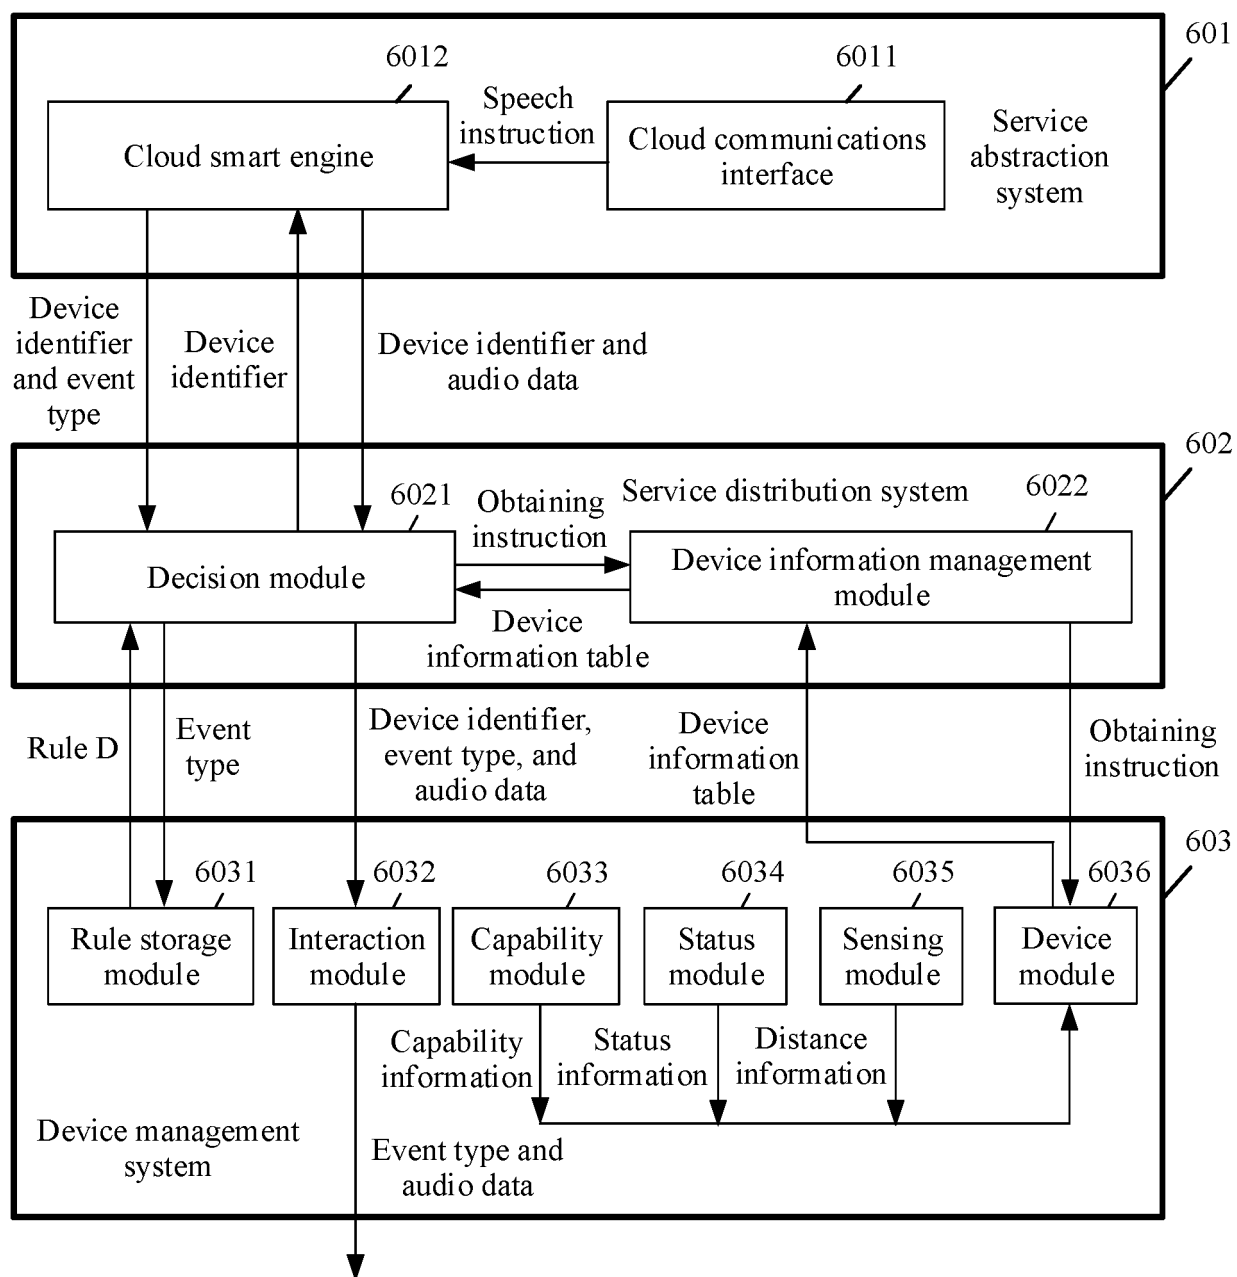 601
6012
6011
Cloud smart engine
Speech
instruction
Cloud communications
interface
Service
abstraction
system
Device
identifier
and event
type
Device
identifier
Device identifier and
audio data
602
6021
Obtaining
instruction
Service distribution system
6022
Decision module
Device information management
module
Device
information table
Rule D
Event
type
Device identifier,
event type, and
audio data
Device
information
table
Obtaining
instruction
603
6031
6032
6033
6034
6035
6036
Rule storage
module
Interaction
module
Capability
module
Status
module
Sensing
module
Device
module
Capability
information
Status
information
Distance
information
Device management
system
Event type and
audio data